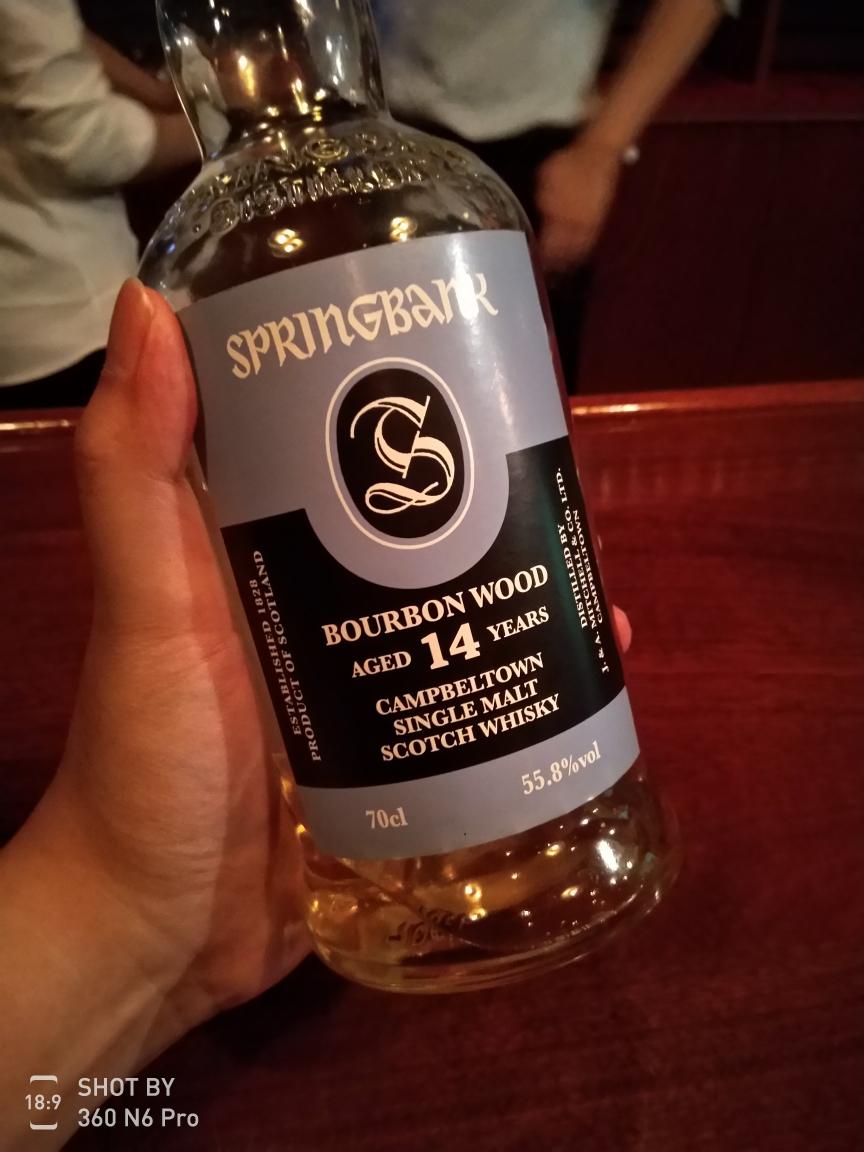 DISTILLERY
SPRINGBANK
S
BOURBON WOOD
AGED 14 YEARS
CAMPBELTOWN
SINGLE MALT
SCOTCH WHISKY
ESTABLISHED 1828
PRODUCT OF SCOTLAND
DISTILLED BY
J. & A. MITCHELL & CO. LTD.
CAMPBELTOWN
70cl
55.8%vol
18:9
SHOT BY
360 N6 Pro